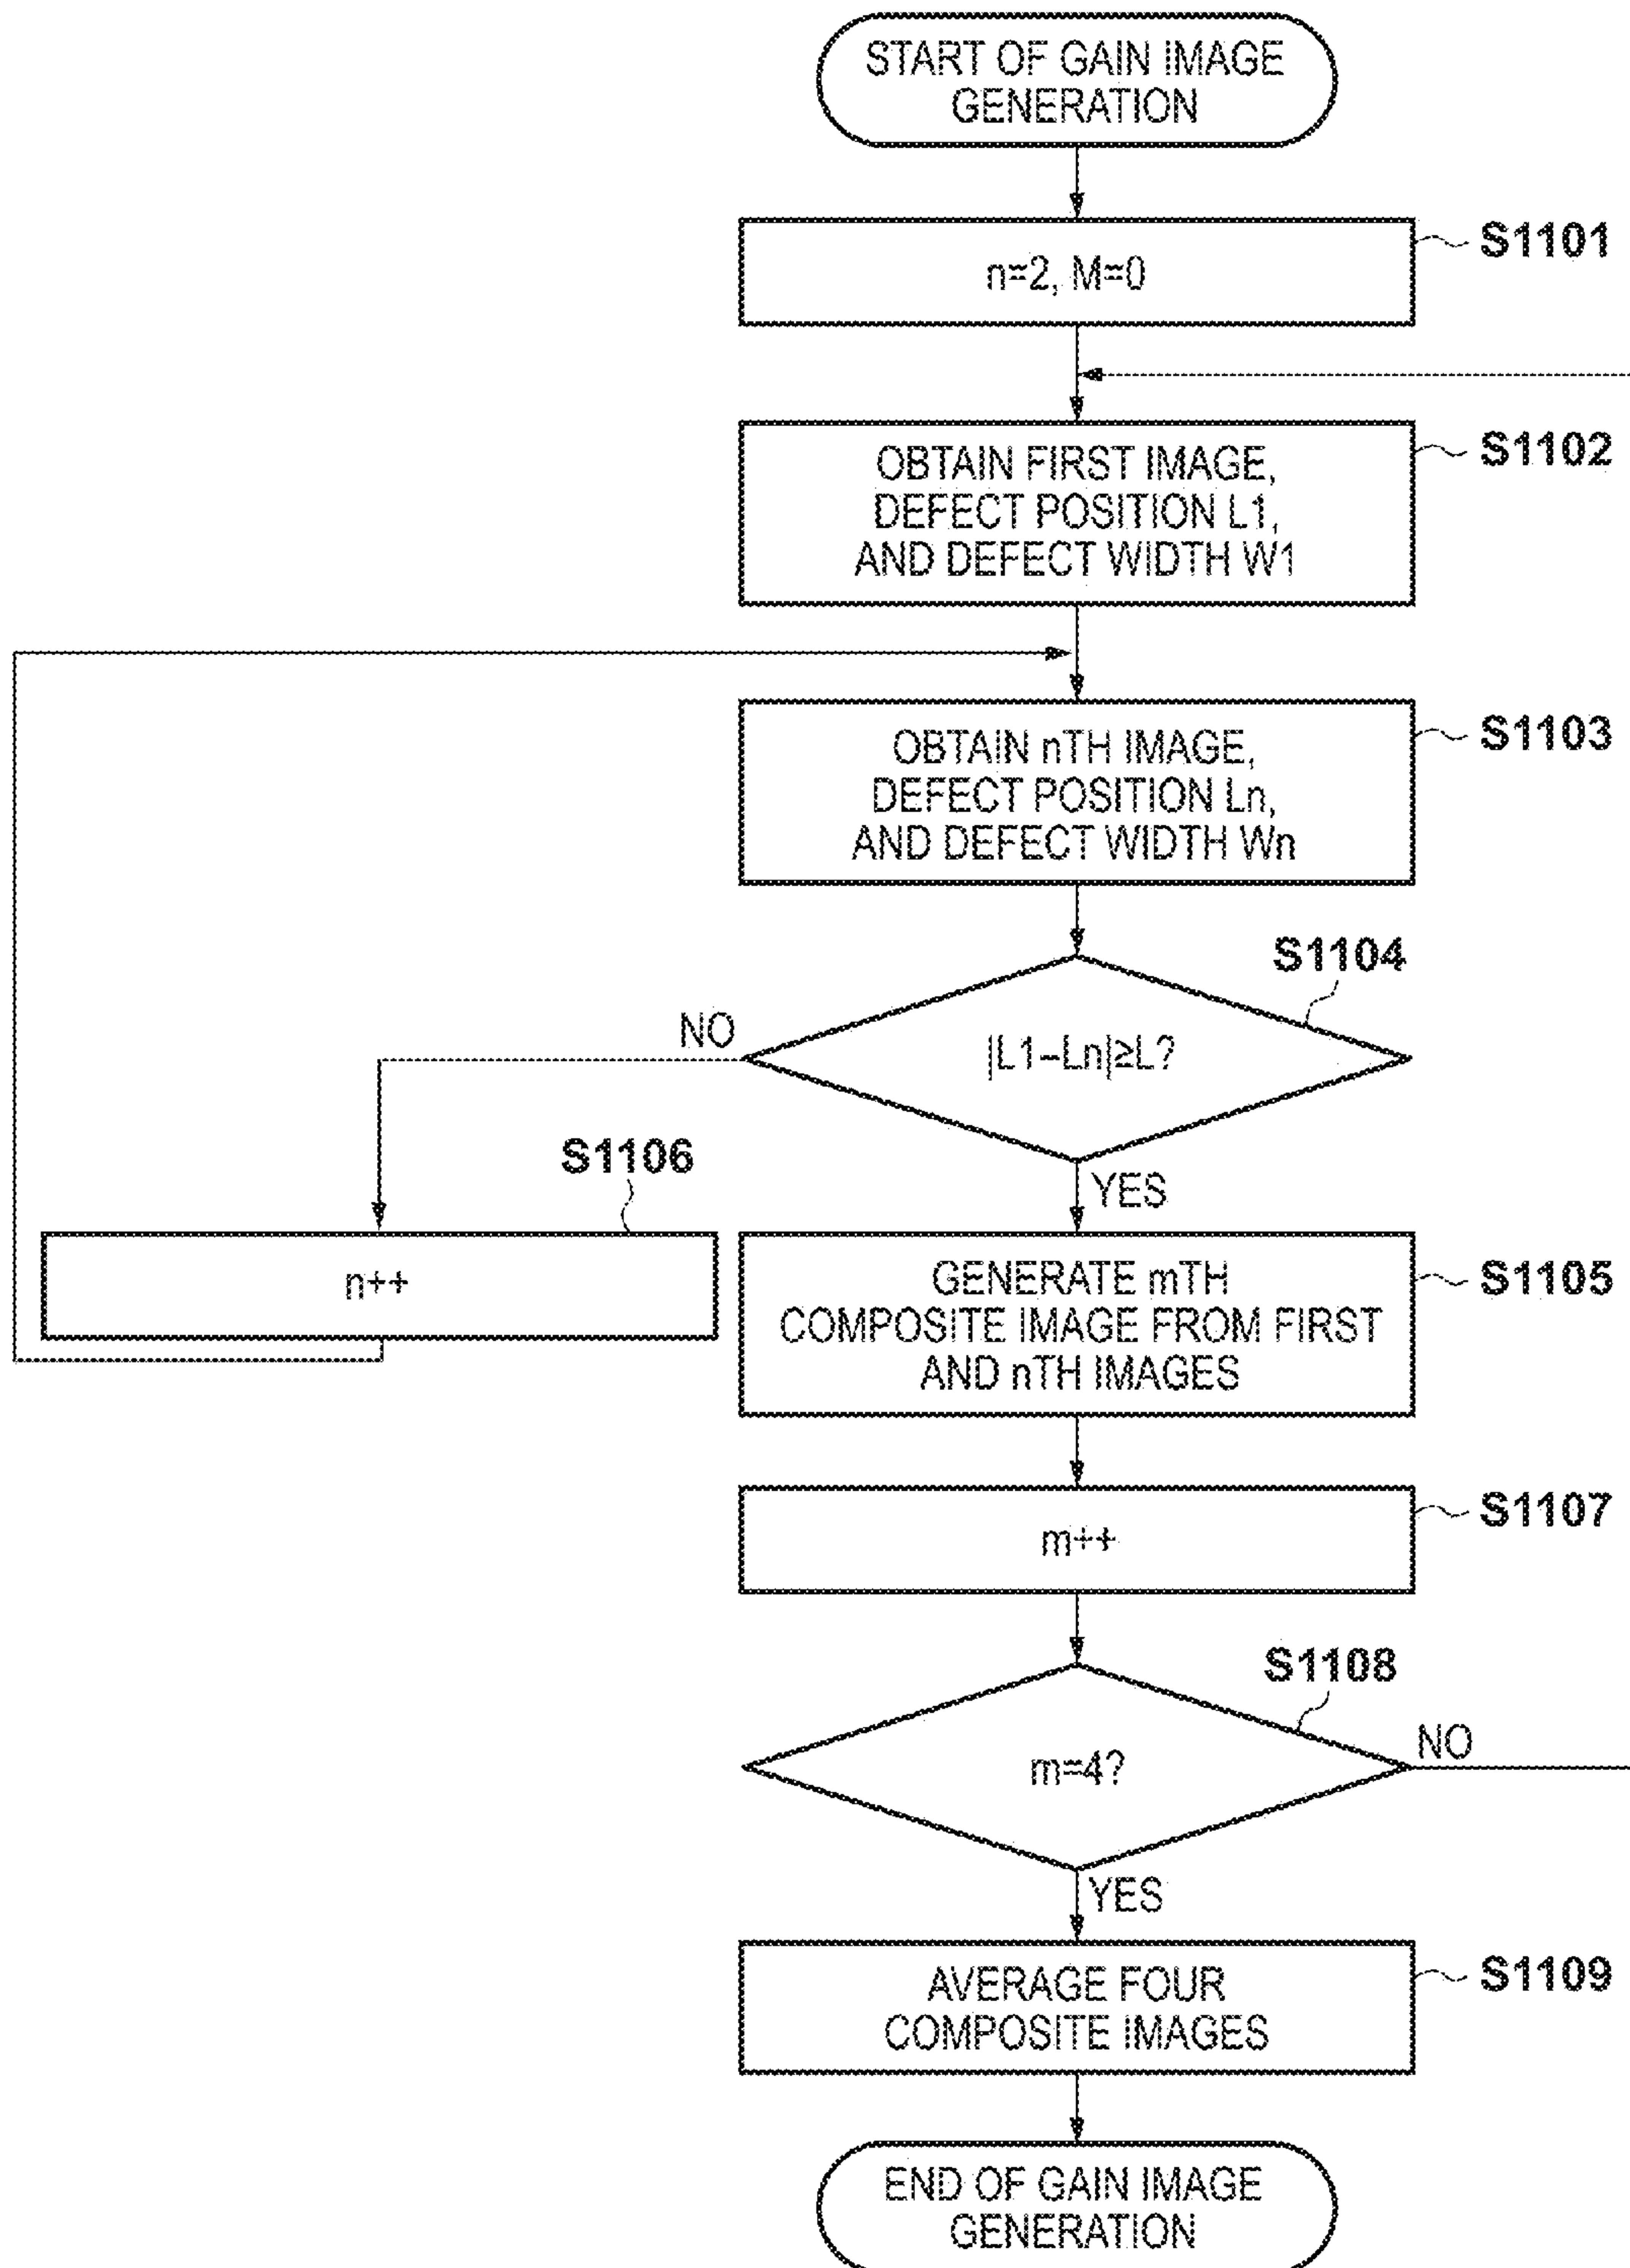 START OF GAIN IMAGE
GENERATION
S1101
n=2, M=0
S1102
OBTAIN FIRST IMAGE,
DEFECT POSITION L1,
AND DEFECT WIDTH W1
S1103
OBTAIN nTH IMAGE,
DEFECT POSITION Ln,
AND DEFECT WIDTH Wn
S1104
NO
|L1–Ln|≥L?
S1106
YES
n++
S1105
GENERATE mTH
COMPOSITE IMAGE FROM FIRST
AND nTH IMAGES
S1107
m++
S1108
NO
m=4?
YES
S1109
AVERAGE FOUR
COMPOSITE IMAGES
END OF GAIN IMAGE
GENERATION